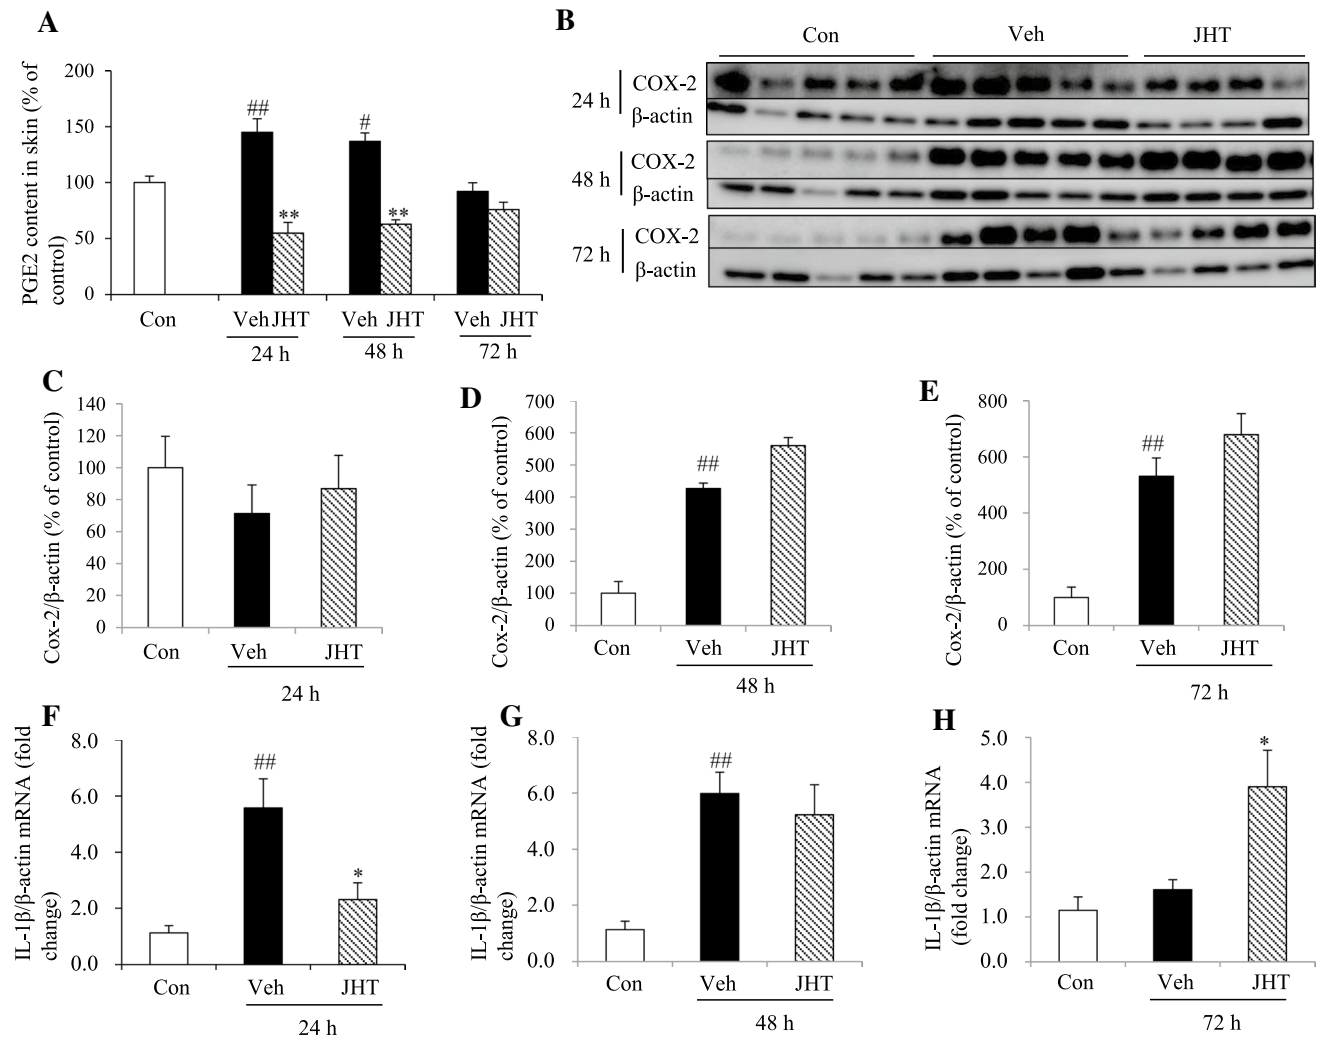 A
PGE2 content in skin (% of
control)
200
150
100
50
0
##
**
#
**
Con
Veh JHT
Veh JHT
Veh JHT
24 h
48 h
72 h
B
Con
Veh
JHT
24 h
COX-2
β-actin
48 h
COX-2
β-actin
72 h
COX-2
β-actin
C
Cox-2/β-actin (% of control)
140
120
100
80
60
40
20
0
Con
Veh
JHT
24 h
D
Cox-2/β-actin (% of control)
700
600
500
400
300
200
100
0
##
Con
Veh
JHT
48 h
E
Cox-2/β-actin (% of control)
800
600
400
200
0
##
Con
Veh
JHT
72 h
F
IL-1β/β-actin mRNA (fold
change)
8.0
6.0
4.0
2.0
0.0
##
*
Con
Veh
JHT
24 h
G
IL-1β/β-actin mRNA (fold
change)
8.0
6.0
4.0
2.0
0.0
##
Con
Veh
JHT
48 h
H
IL-1β/β-actin mRNA
(fold change)
5.0
4.0
3.0
2.0
1.0
0.0
*
Con
Veh
JHT
72 h